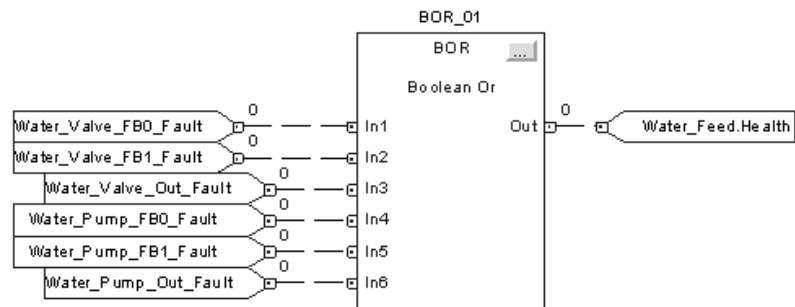 BOR_01
BOR
...
Boolean Or
0
0
Water_Valve_FB0_Fault
In1
Out
Water_Feed.Health
0
Water_Valve_FB1_Fault
In2
0
Water_Valve_Out_Fault
In3
0
Water_Pump_FB0_Fault
In4
0
Water_Pump_FB1_Fault
In5
0
Water_Pump_Out_Fault
In6